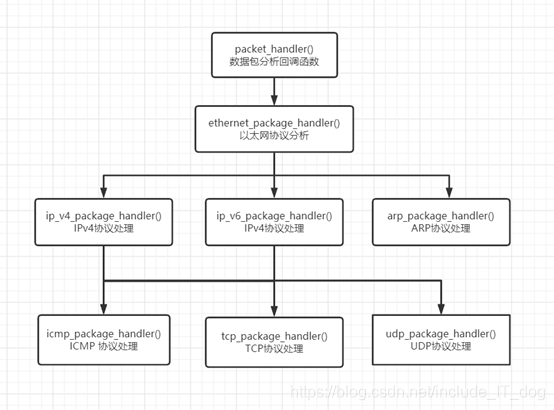 packet_handler()
数据包分析回调函数
ethernet_package_handler()
以太网协议分析
ip_v4_package_handler()
IPv4协议处理
ip_v6_package_handler()
IPv4协议处理
arp_package_handler()
ARP协议处理
icmp_package_handler()
ICMP 协议处理
tcp_package_handler()
TCP协议处理
udp_package_handler()
UDP协议处理
https://blog.csdn.net/include_IT_dog